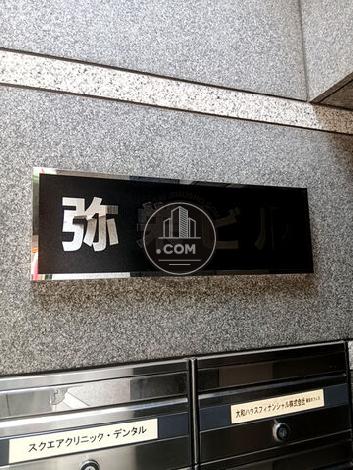 弥生ビル
.COM
スクエアクリニック・デンタル
大和ハウスフィナンシャル株式会社